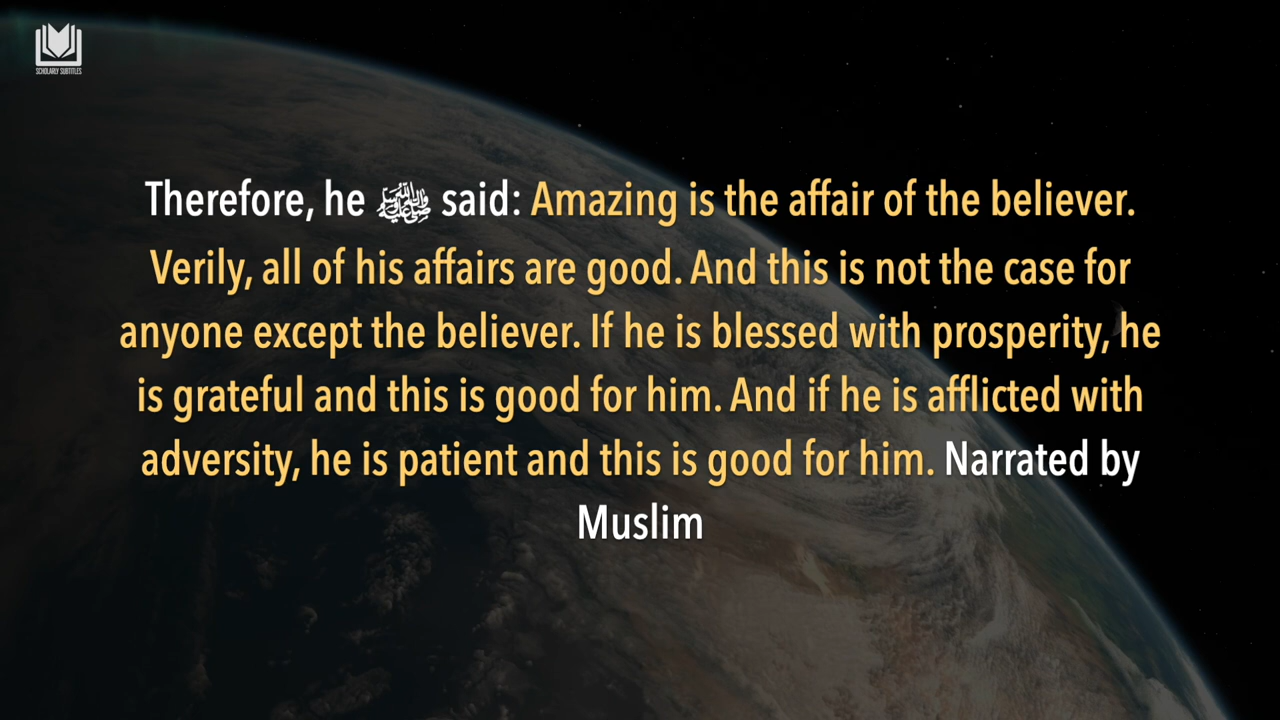 SCHOLARLY SUBTITLES
Therefore, he ﷺ said: Amazing is the affair of the believer.
Verily, all of his affairs are good. And this is not the case for
anyone except the believer. If he is blessed with prosperity, he
is grateful and this is good for him. And if he is afflicted with
adversity, he is patient and this is good for him. Narrated by
Muslim